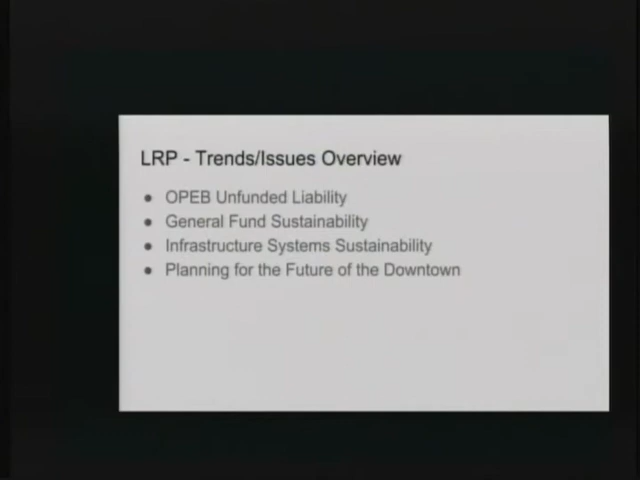 LRP - Trends/Issues Overview
● OPEB Unfunded Liability
● General Fund Sustainability
● Infrastructure Systems Sustainability
● Planning for the Future of the Downtown